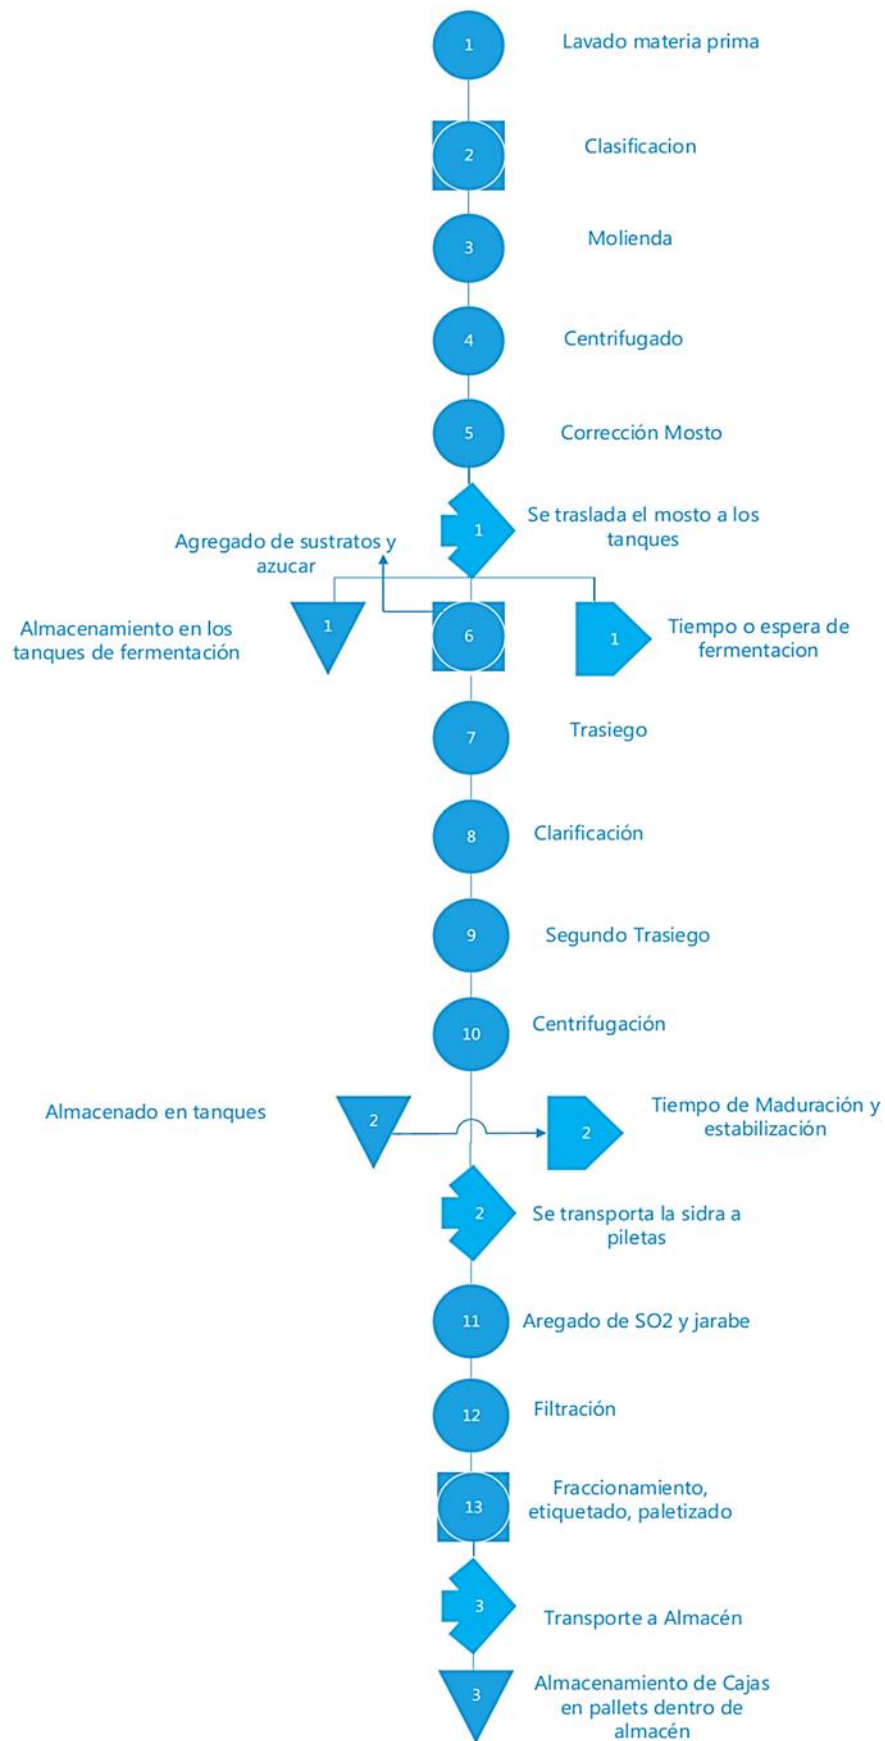 1
Lavado materia prima
2
Clasificacion
3
Molienda
4
Centrifugado
5
Corrección Mosto
1
Se traslada el mosto a los
tanques
Agregado de sustratos y
azucar
Almacenamiento en los
tanques de fermentación
1
6
1
Tiempo o espera de
fermentacion
7
Trasiego
8
Clarificación
9
Segundo Trasiego
10
Centrifugación
Almacenado en tanques
2
2
Tiempo de Maduración y
estabilización
2
Se transporta la sidra a
piletas
11
Aregado de SO2 y jarabe
12
Filtración
13
Fraccionamiento,
etiquetado, paletizado
3
Transporte a Almacén
3
Almacenamiento de Cajas
en pallets dentro de
almacén